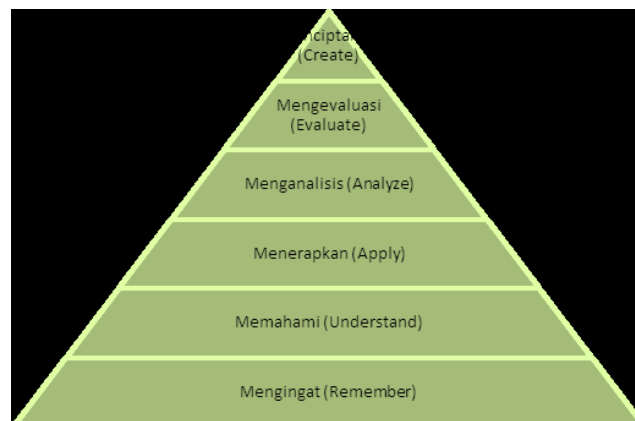 (Create)
Mengevaluasi
(Evaluate)
Menganalisis (Analyze)
Menerapkan (Apply)
Memahami (Understand)
Mengingat (Remember)